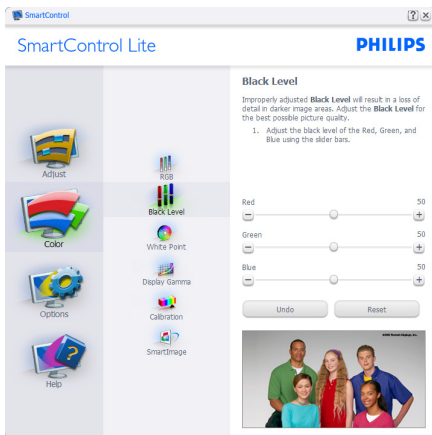 SmartControl
SmartControl Lite
PHILIPS
Adjust
Color
Options
Help
RGB
Black Level
White Point
Display Gamma
Calibration
SmartImage
Black Level
Improperly adjusted Black Level will result in a loss of
detail in darker image areas. Adjust the Black Level for
the best possible picture quality.
1. Adjust the black level of the Red, Green, and
Blue using the slider bars.
Red 50
Green 50
Blue 50
Undo Reset